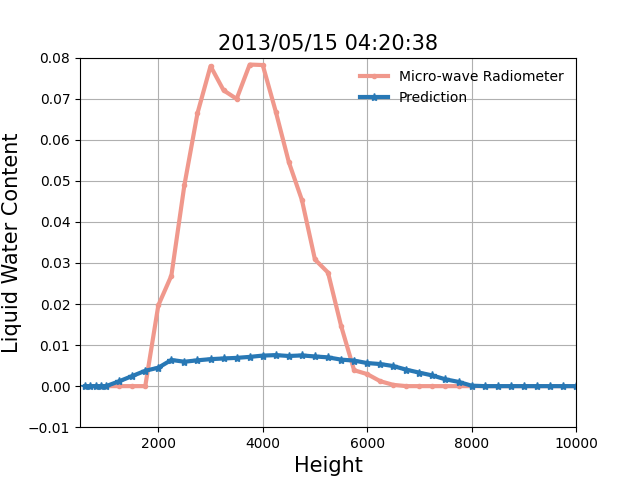 2013/05/15 04:20:38
Micro-wave Radiometer
Prediction
Liquid Water Content
0.08
0.07
0.06
0.05
0.04
0.03
0.02
0.01
0.00
−0.01
2000 4000 6000 8000 10000
Height